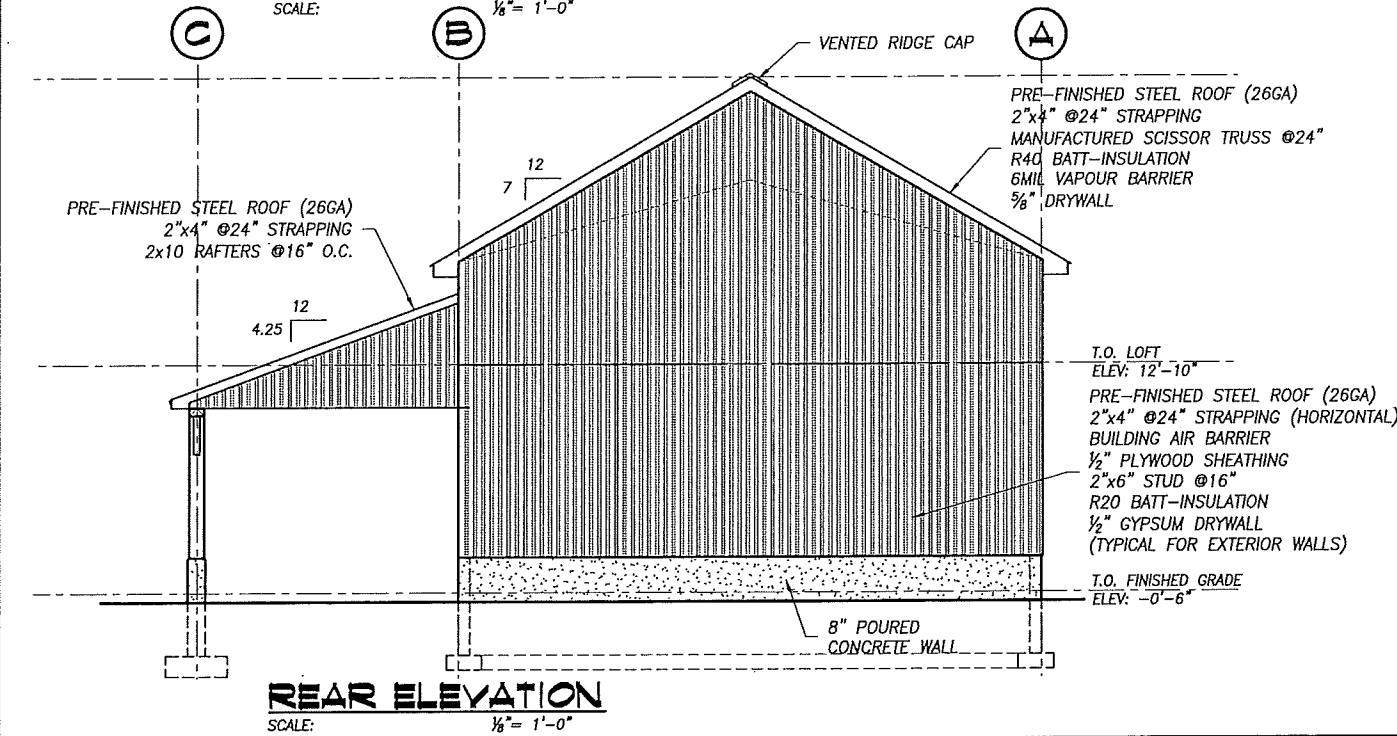 SCALE: ⅛"= 1'-0"
C B A
VENTED RIDGE CAP
PRE-FINISHED STEEL ROOF (26GA)
2"x4" @24" STRAPPING
MANUFACTURED SCISSOR TRUSS @24"
R40 BATT-INSULATION
6MIL VAPOUR BARRIER
⅝" DRYWALL
12
7
PRE-FINISHED STEEL ROOF (26GA)
2"x4" @24" STRAPPING
2x10 RAFTERS @16" O.C.
12
4.25
T.O. LOFT
ELEV: 12'-10"
PRE-FINISHED STEEL ROOF (26GA)
2"x4" @24" STRAPPING (HORIZONTAL)
BUILDING AIR BARRIER
½" PLYWOOD SHEATHING
2"x6" STUD @16"
R20 BATT-INSULATION
½" GYPSUM DRYWALL
(TYPICAL FOR EXTERIOR WALLS)
T.O. FINISHED GRADE
ELEV: -0'-6"
8" POURED
CONCRETE WALL
REAR ELEVATION
SCALE: ⅛"= 1'-0"